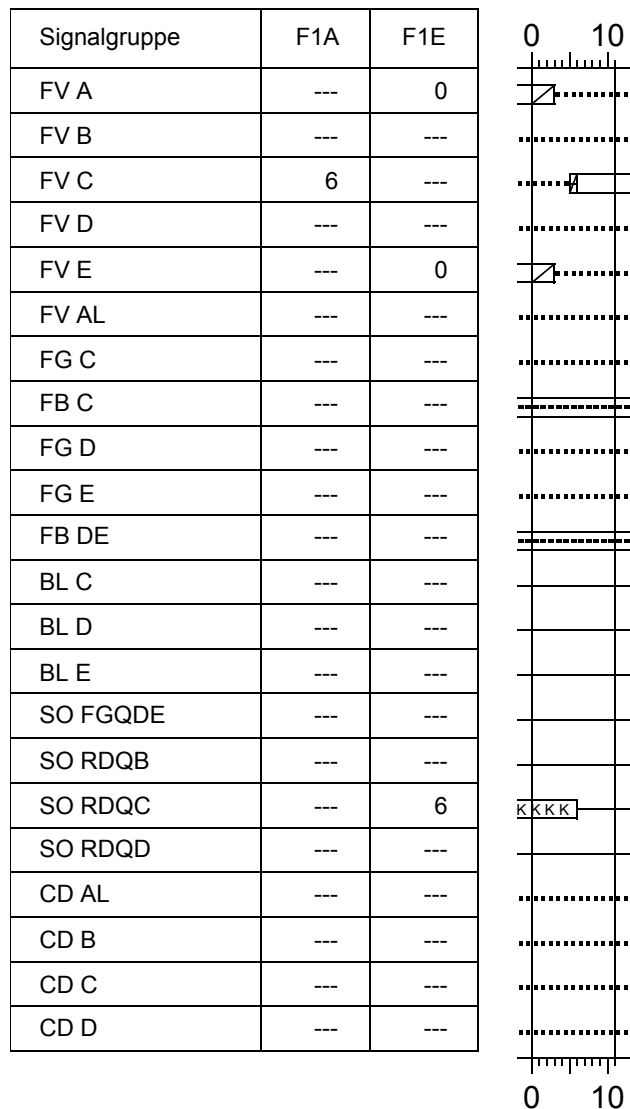 Signalgruppe F1A F1E 0 10
FV A --- 0
FV B --- ---
FV C 6 ---
FV D --- ---
FV E --- 0
FV AL --- ---
FG C --- ---
FB C --- ---
FG D --- ---
FG E --- ---
FB DE --- ---
BL C --- ---
BL D --- ---
BL E --- ---
SO FGQDE --- ---
SO RDQB --- ---
SO RDQC --- 6 K K K K
SO RDQD --- ---
CD AL --- ---
CD B --- ---
CD C --- ---
CD D --- ---
0 10